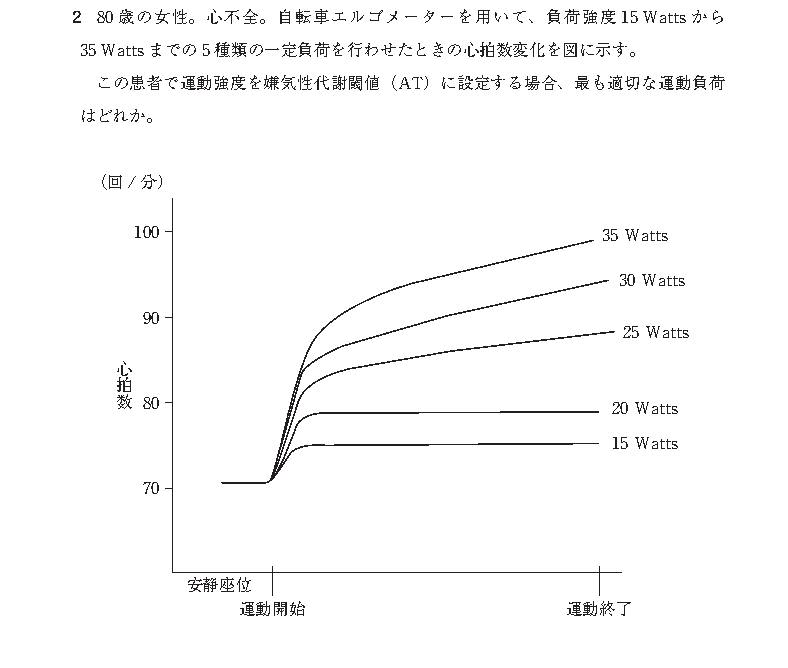 2 80歳の女性。心不全。自転車エルゴメーターを用いて、負荷強度15 Wattsから
35 Wattsまでの5種類の一定負荷を行わせたときの心拍数変化を図に示す。
この患者で運動強度を嫌気性代謝閾値（AT）に設定する場合、最も適切な運動負荷
はどれか。
（回/分）
100
35 Watts
30 Watts
90
25 Watts
心拍数
80
20 Watts
15 Watts
70
安静座位
運動開始
運動終了